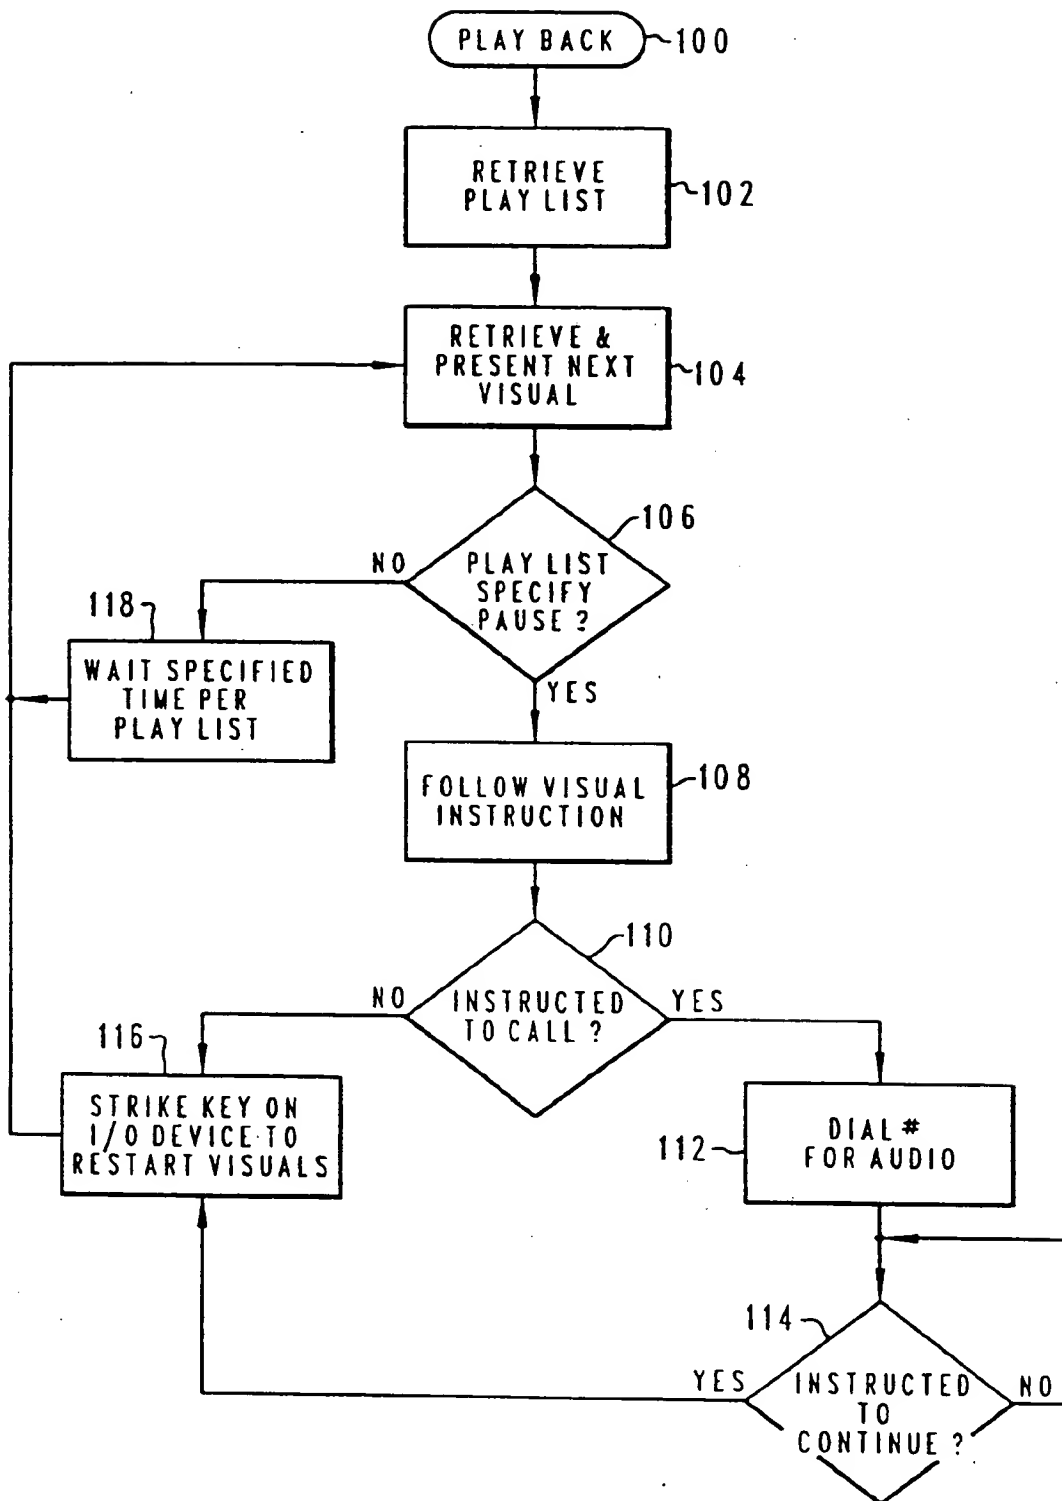 PLAY BACK
100
RETRIEVE
PLAY LIST
102
RETRIEVE &
PRESENT NEXT
VISUAL
104
106
NO
PLAY LIST
SPECIFY
PAUSE ?
118
WAIT SPECIFIED
TIME PER
PLAY LIST
YES
FOLLOW VISUAL
INSTRUCTION
108
110
NO
INSTRUCTED
TO CALL ?
YES
116
STRIKE KEY ON
I/O DEVICE TO
RESTART VISUALS
DIAL #
FOR AUDIO
112
114
YES
INSTRUCTED
TO
CONTINUE ?
NO